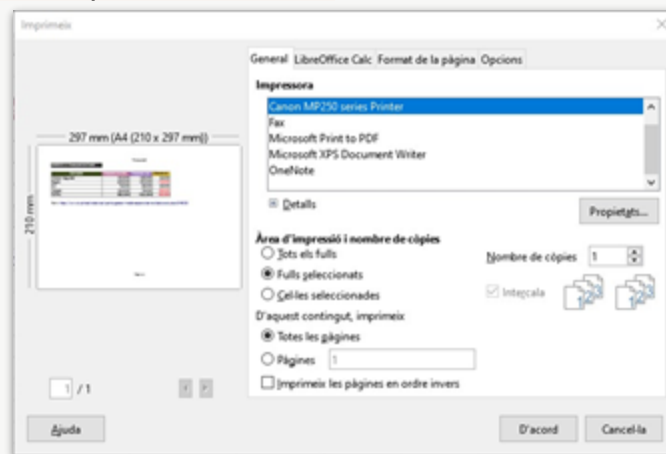 Imprimeix
General LibreOffice Calc Format de la pàgina Opcions
Impressora
Canon MP250 series Printer
Fax
Microsoft Print to PDF
Microsoft XPS Document Writer
OneNote
Detalls
Propietats...
297 mm (A4 (210 x 297 mm))
210 mm
Àrea d'impressió i nombre de còpies
Tots els fulls
Nombre de còpies 1
Fulls seleccionats
Intercala
Cel·les seleccionades
D'aquest contingut, imprimeix
Totes les pàgines
Pàgines 1
1 / 1
Imprimeix les pàgines en ordre invers
Ajuda
D'acord
Cancel·la